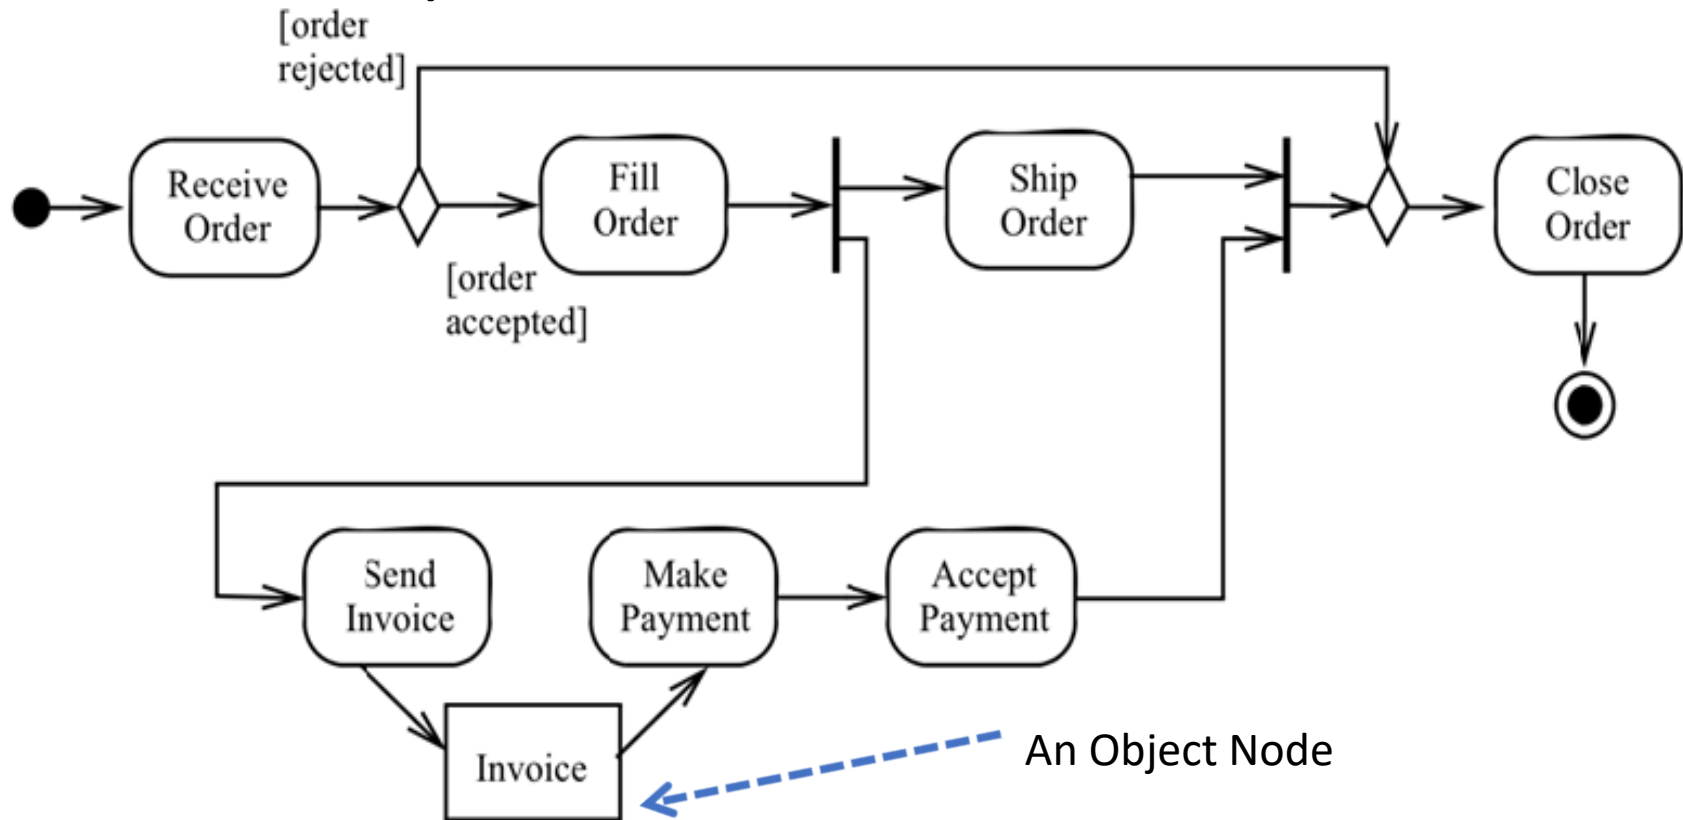 [order
rejected]
Receive
Order
Fill
Order
Ship
Order
Close
Order
[order
accepted]
Send
Invoice
Make
Payment
Accept
Payment
Invoice
An Object Node